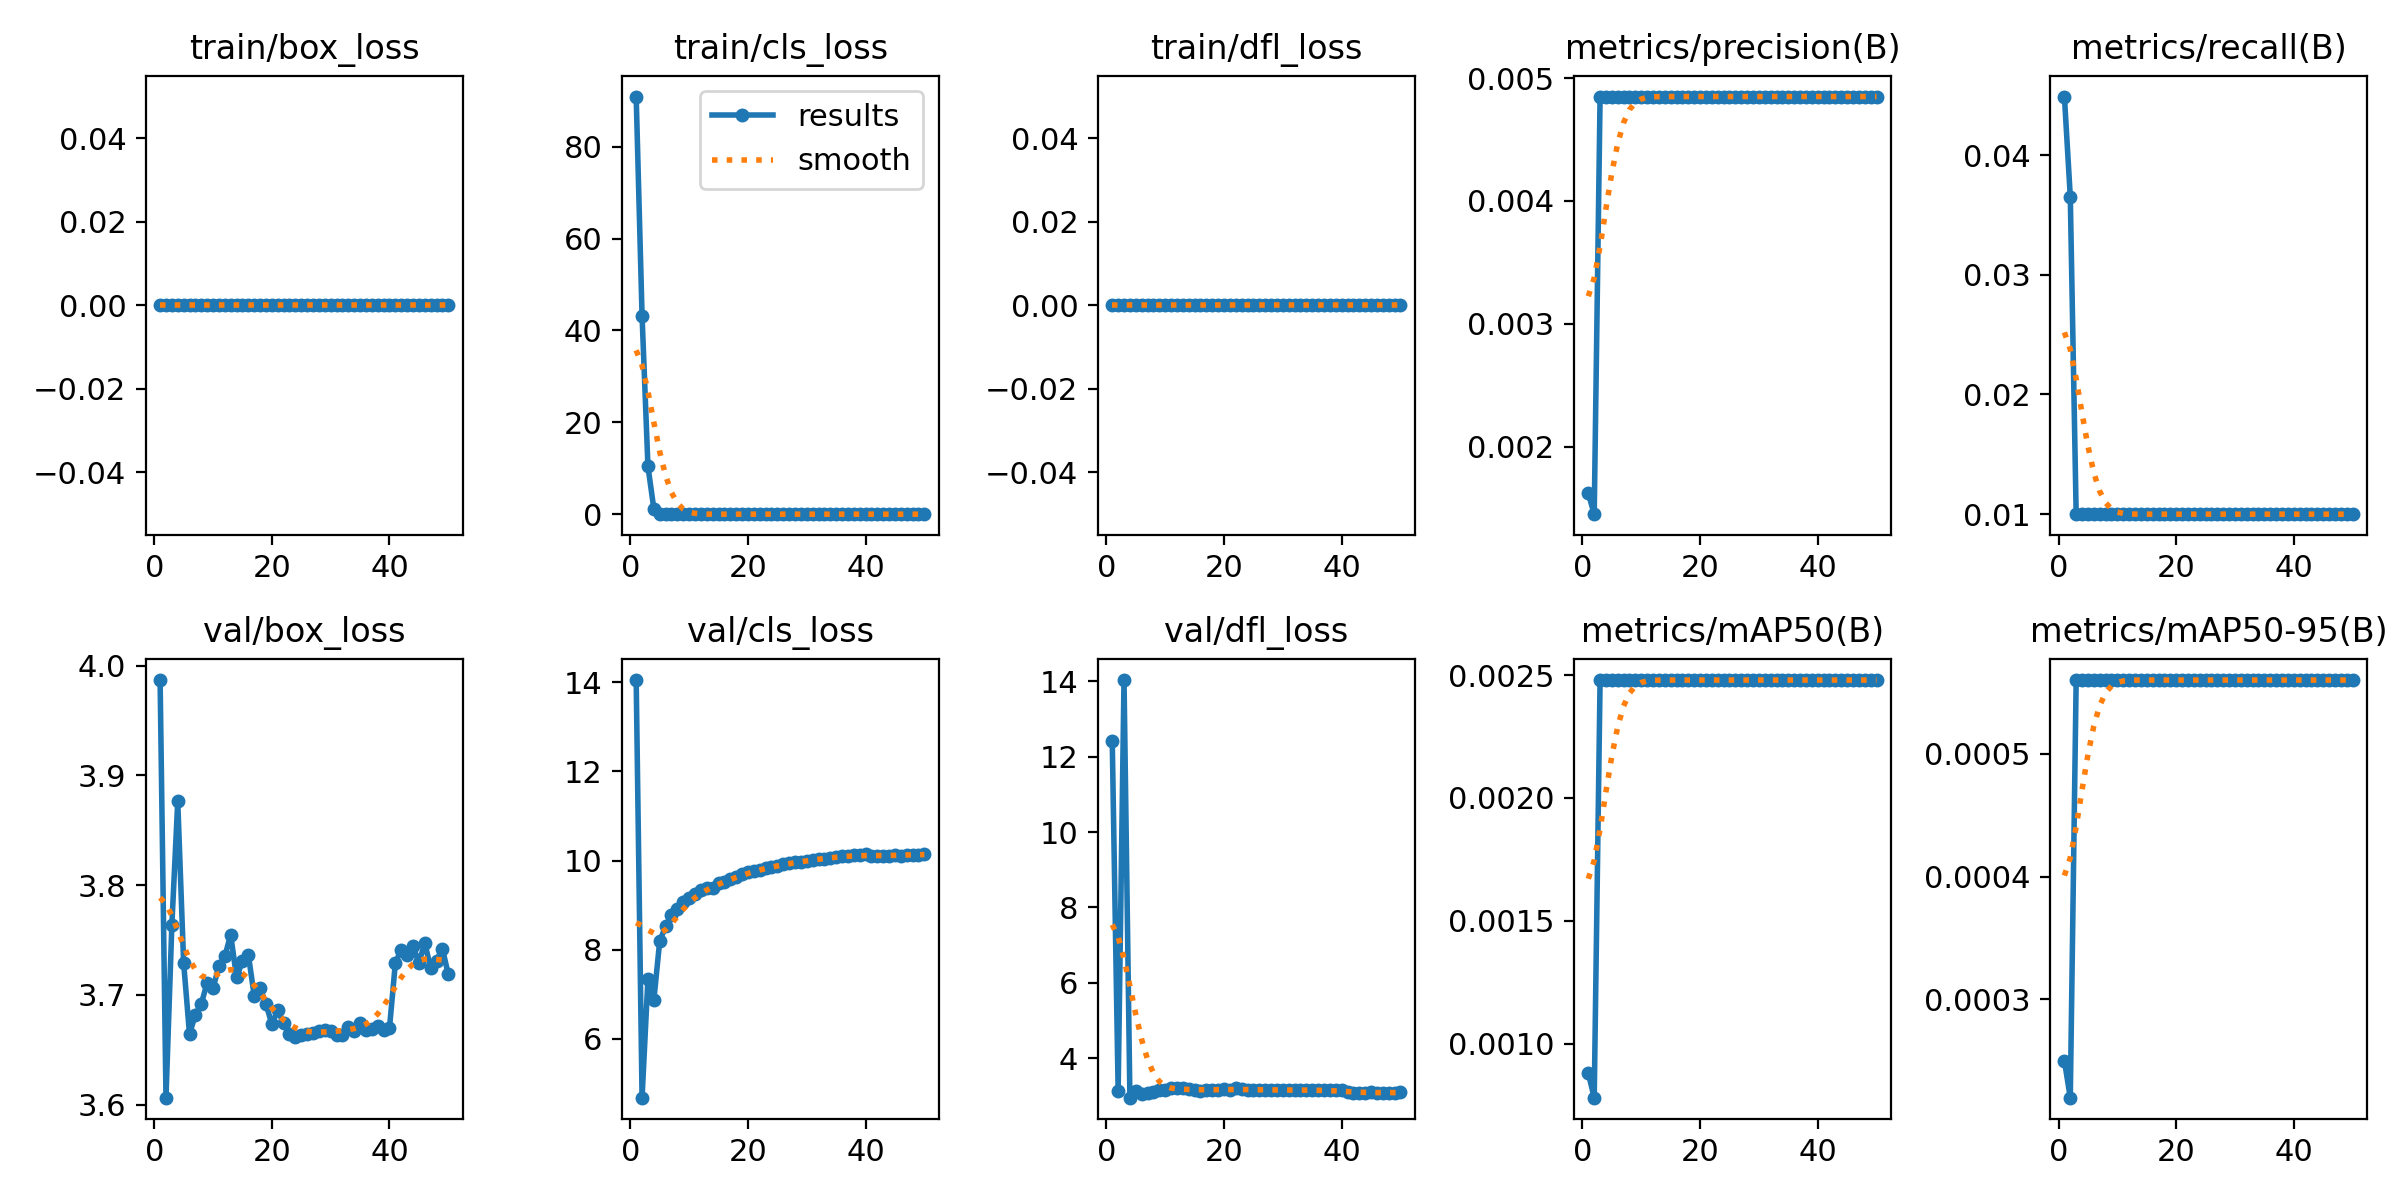 train/box_loss
0.04
0.02
0.00
−0.02
−0.04
0 20 40
train/cls_loss
results
smooth
80
60
40
20
0
0 20 40
train/dfl_loss
0.04
0.02
0.00
−0.02
−0.04
0 20 40
metrics/precision(B)
0.005
0.004
0.003
0.002
0 20 40
metrics/recall(B)
0.04
0.03
0.02
0.01
0 20 40
val/box_loss
4.0
3.9
3.8
3.7
3.6
0 20 40
val/cls_loss
14
12
10
8
6
0 20 40
val/dfl_loss
14
12
10
8
6
4
0 20 40
metrics/mAP50(B)
0.0025
0.0020
0.0015
0.0010
0 20 40
metrics/mAP50-95(B)
0.0005
0.0004
0.0003
0 20 40